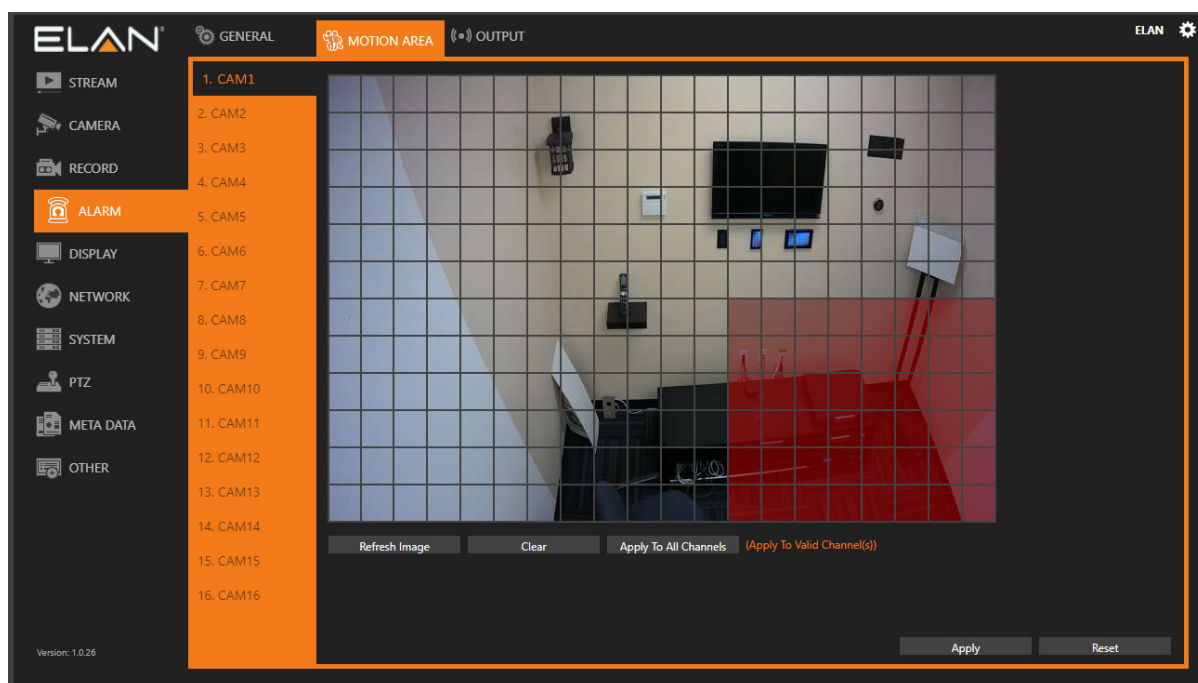 ELAN
GENERAL
MOTION AREA
OUTPUT
ELAN
STREAM
CAMERA
RECORD
ALARM
DISPLAY
NETWORK
SYSTEM
PTZ
META DATA
OTHER
1. CAM1
2. CAM2
3. CAM3
4. CAM4
5. CAM5
6. CAM6
7. CAM7
8. CAM8
9. CAM9
10. CAM10
11. CAM11
12. CAM12
13. CAM13
14. CAM14
15. CAM15
16. CAM16
Refresh Image
Clear
Apply To All Channels
(Apply To Valid Channel(s))
Version: 1.0.26
Apply
Reset